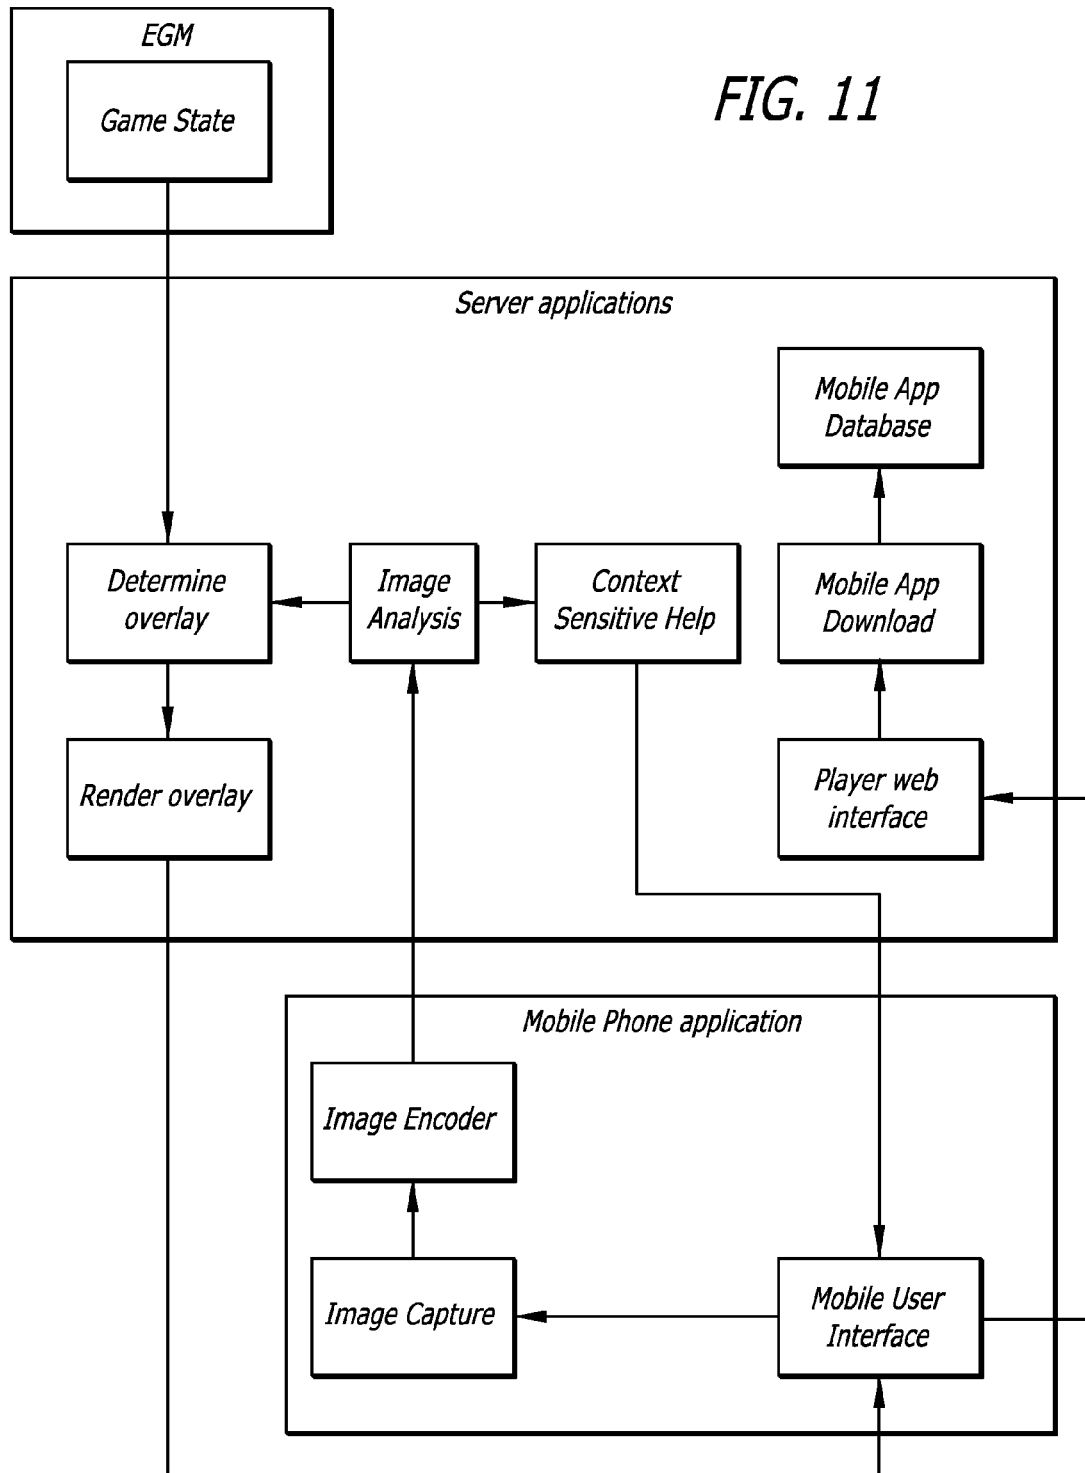 EGM
Game State
FIG. 11
Server applications
Mobile App
Database
Determine
overlay
Image
Analysis
Context
Sensitive Help
Mobile App
Download
Render overlay
Player web
interface
Mobile Phone application
Image Encoder
Image Capture
Mobile User
Interface